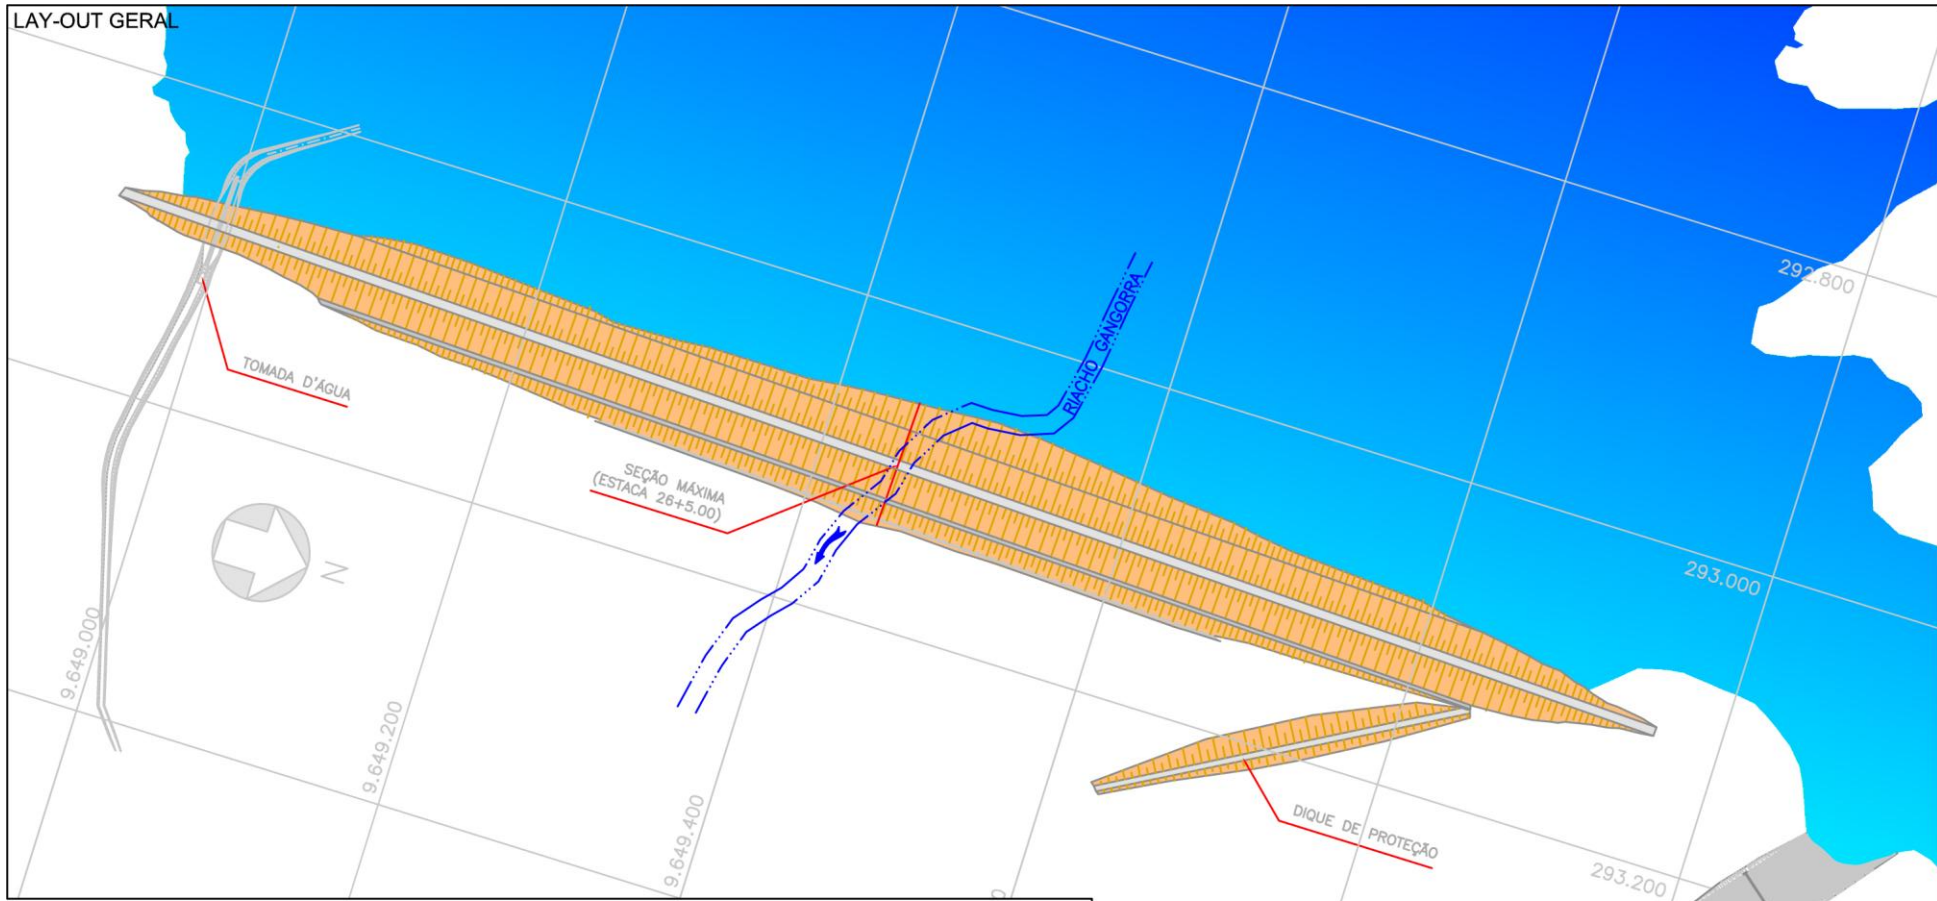 LAY-OUT GERAL
292.800
RIACHO GANGORRA
TOMADA D'ÁGUA
SEÇÃO MÁXIMA
(ESTACA 26+5.00)
N
293.000
9.649.000
9.649.200
9.649.400
DIQUE DE PROTEÇÃO
293.200